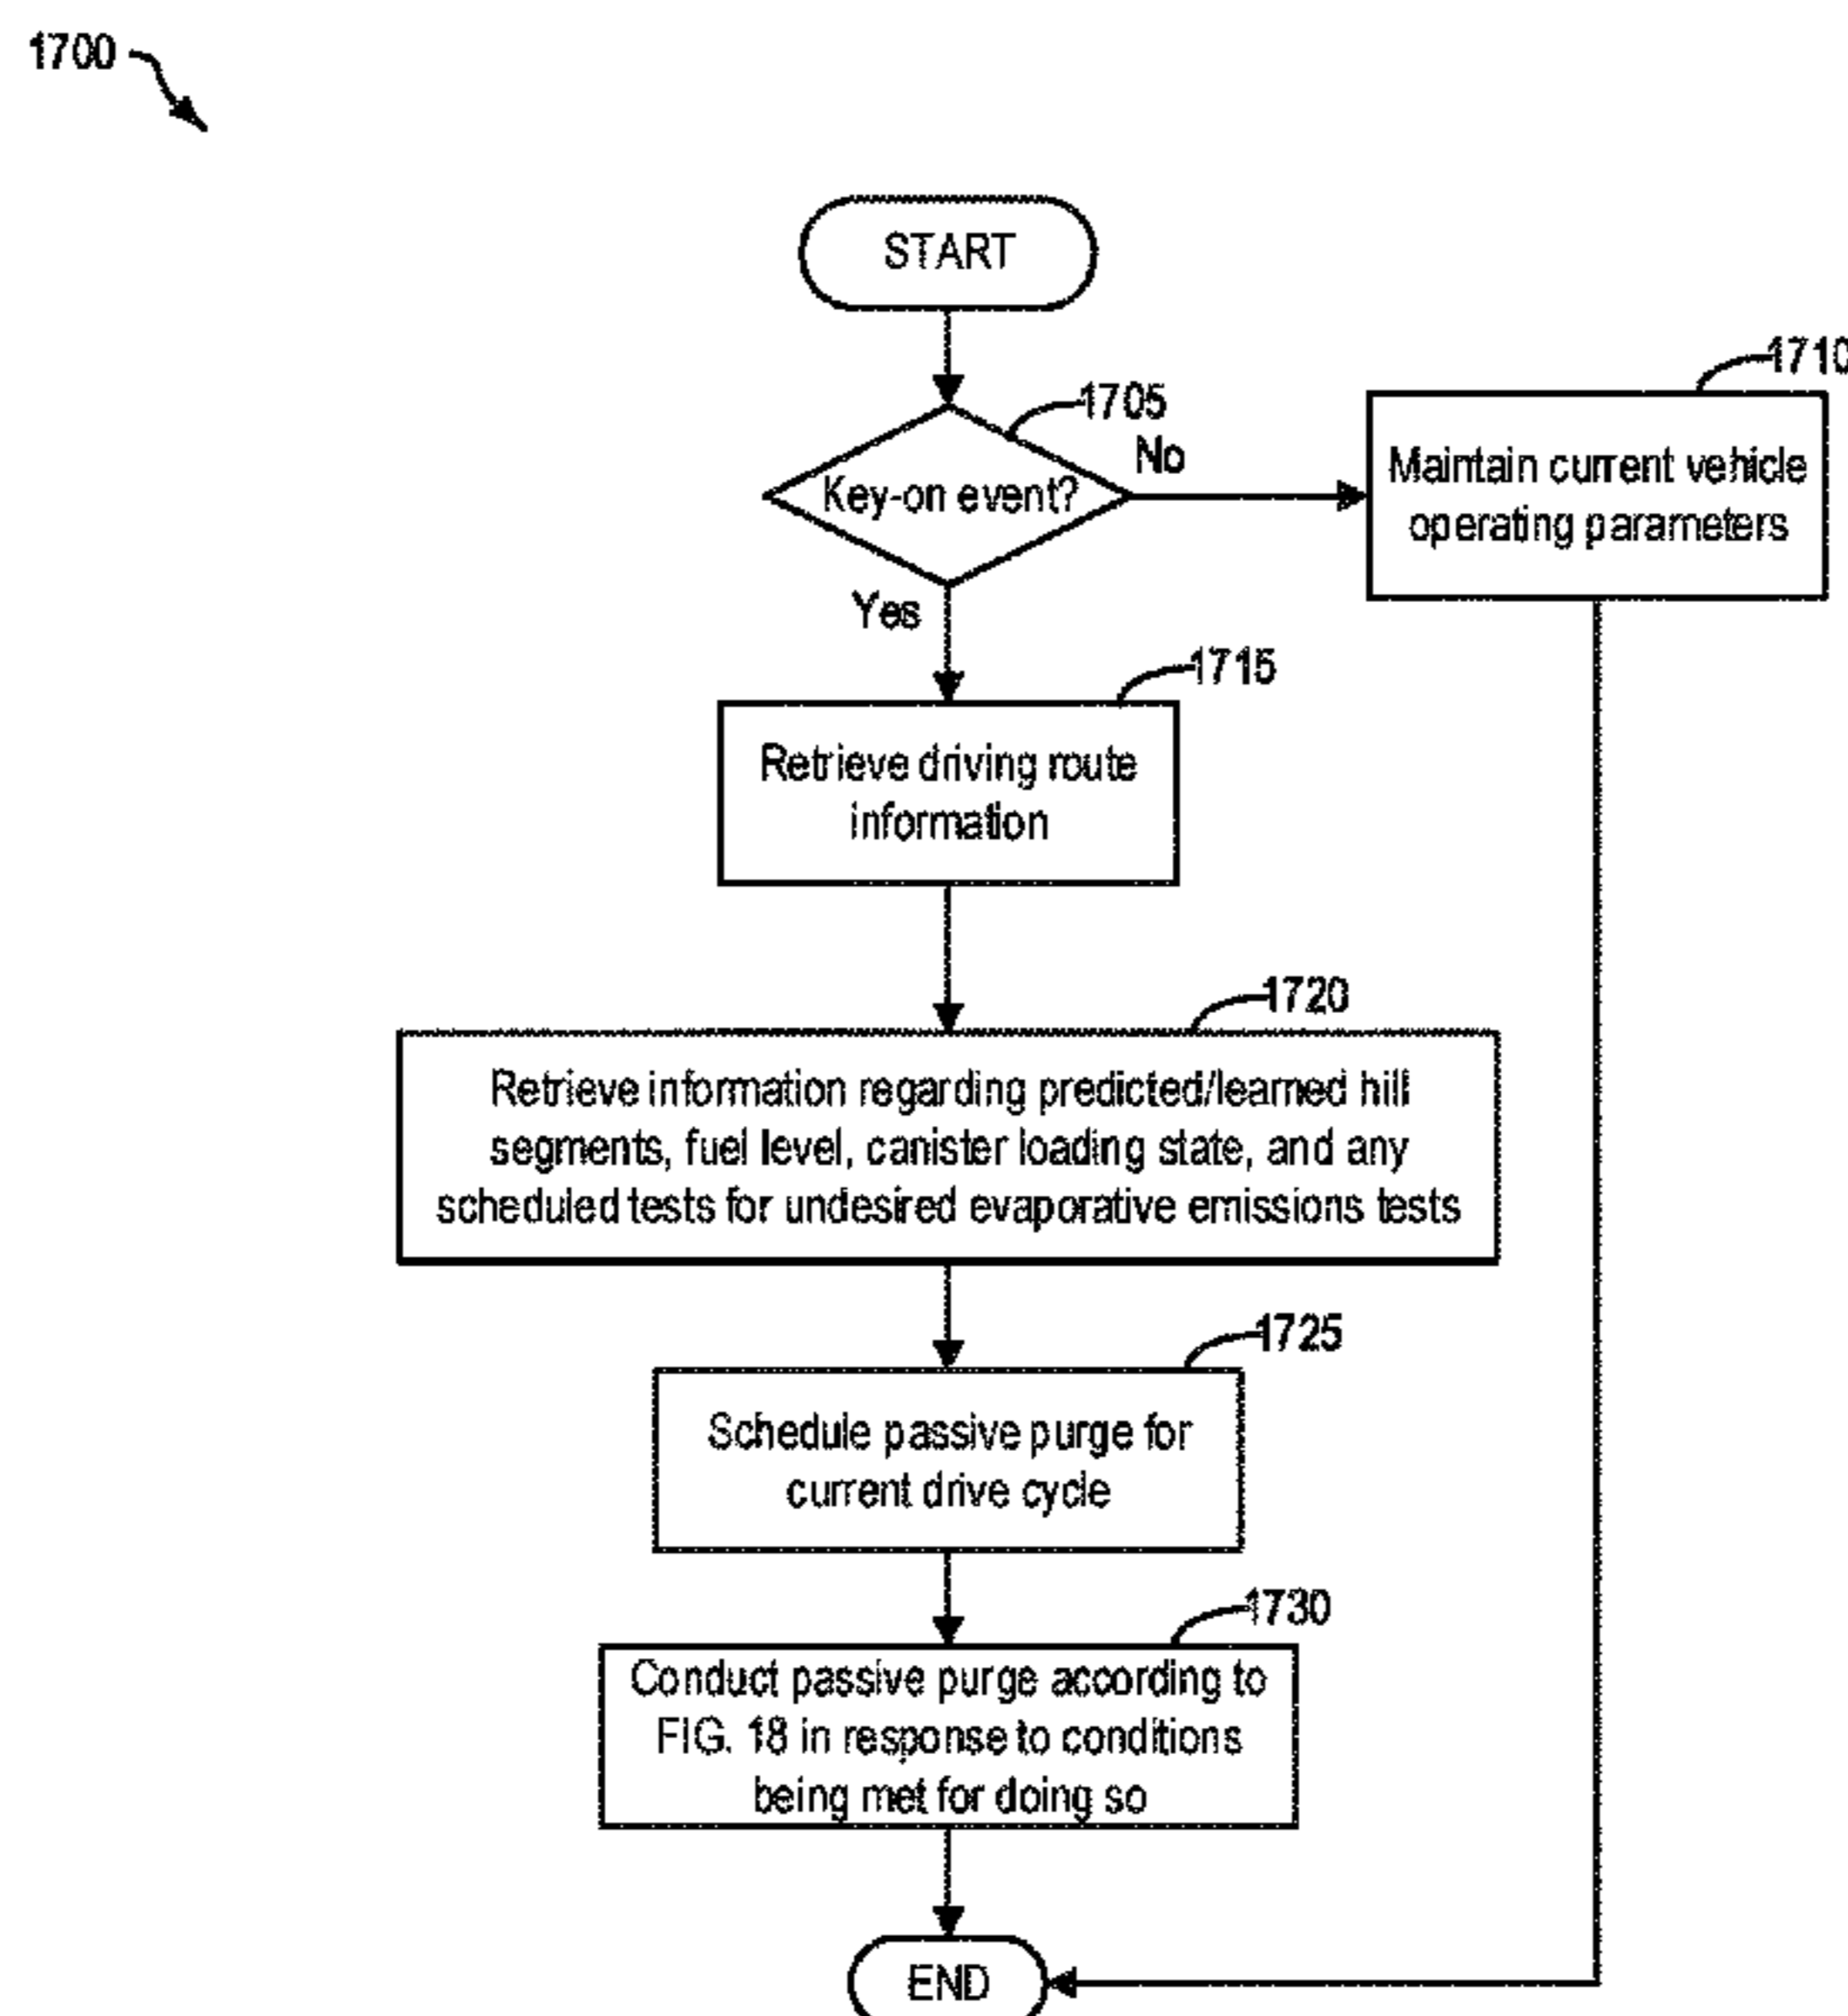 1700
START
1710
1705
No
Key-on event?
Maintain current vehicle
operating parameters
Yes
1715
Retrieve driving route
information
1720
Retrieve information regarding predicted/learned hill
segments, fuel level, canister loading state, and any
scheduled tests for undesired evaporative emissions tests
1725
Schedule passive purge for
current drive cycle
1730
Conduct passive purge according to
FIG. 18 in response to conditions
being met for doing so
END